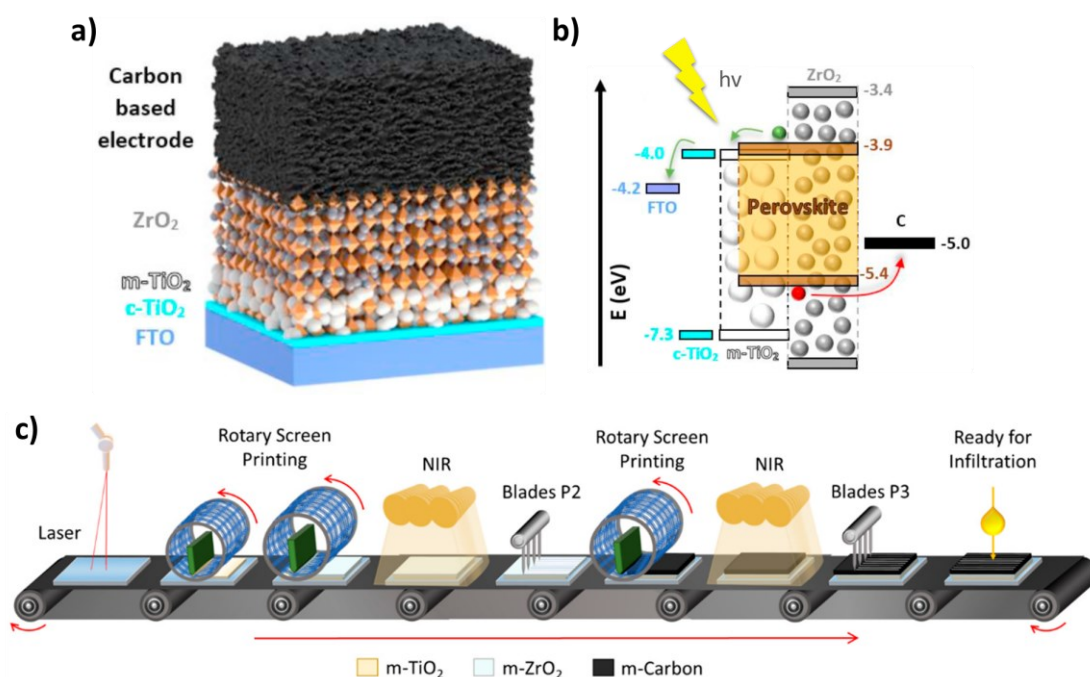 a)
Carbon
based
electrode
ZrO₂
m-TiO₂
c-TiO₂
FTO
b)
hv
ZrO₂
-3.4
-3.9
-4.0
-4.2
FTO
Perovskite
C
-5.0
-5.4
-7.3
c-TiO₂
m-TiO₂
E (eV)
c)
Laser
Rotary Screen
Printing
NIR
Blades P2
Rotary Screen
Printing
NIR
Blades P3
Ready for
Infiltration
m-TiO₂
m-ZrO₂
m-Carbon